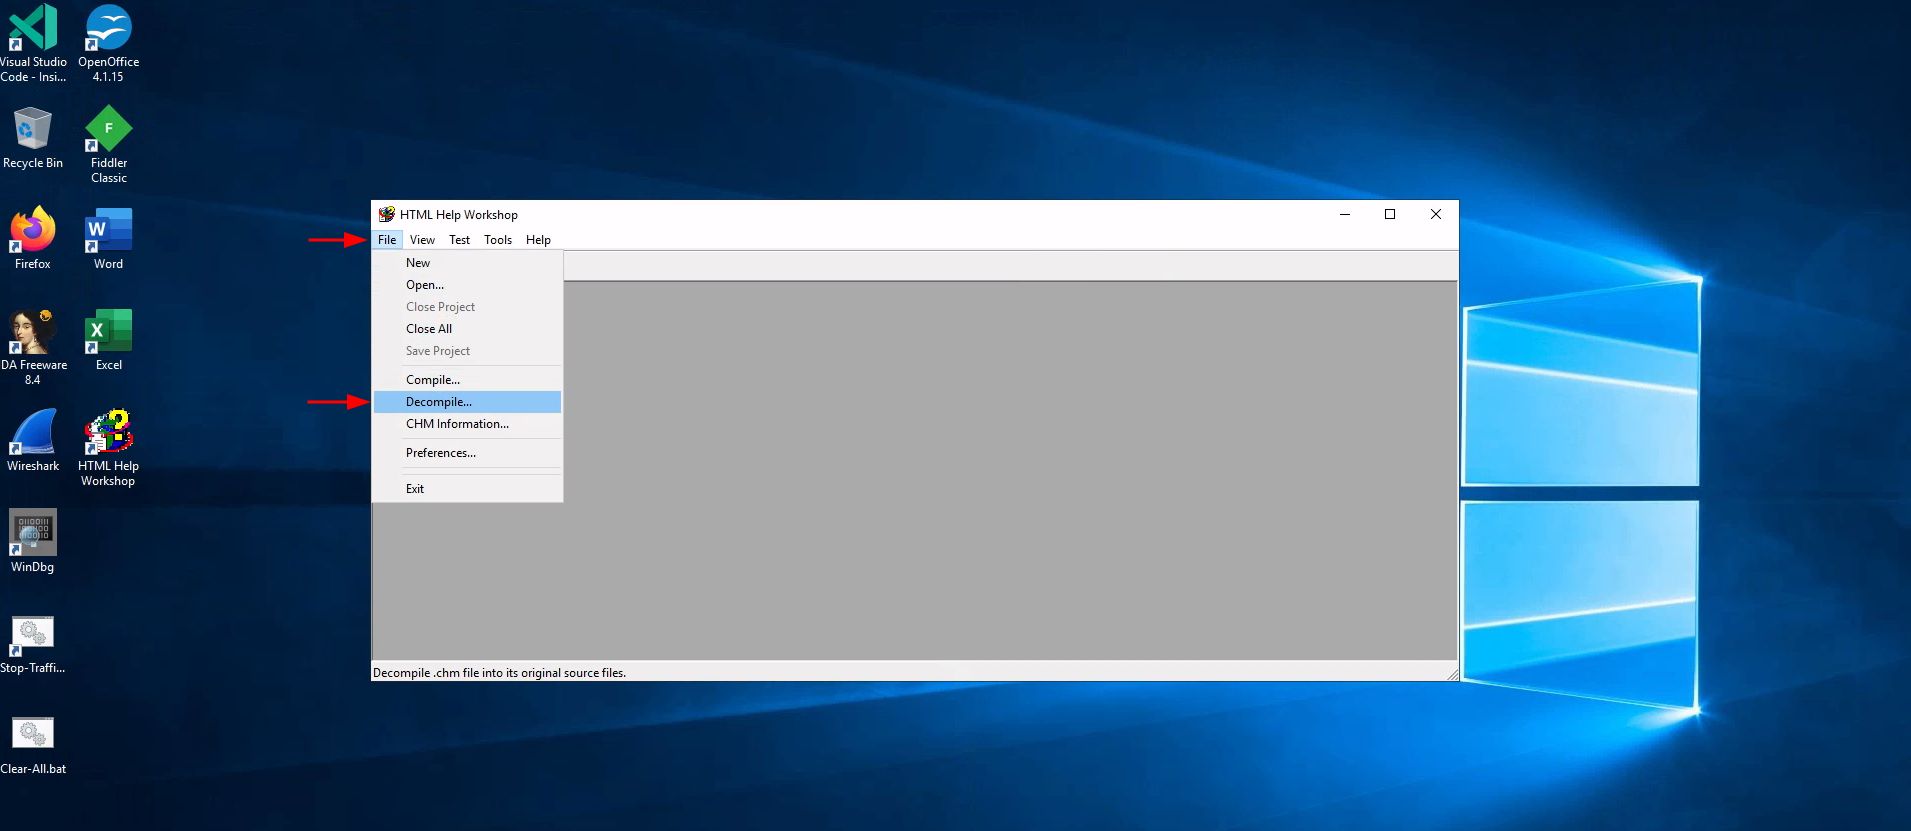 Visual Studio
Code - Insi...
OpenOffice
4.1.15
Recycle Bin
F
Fiddler
Classic
Firefox
W
Word
DA Freeware
8.4
X
Excel
Wireshark
HTML Help
Workshop
WinDbg
Stop-Traffi...
Clear-All.bat
HTML Help Workshop
File View Test Tools Help
New
Open...
Close Project
Close All
Save Project
Compile...
Decompile...
CHM Information...
Preferences...
Exit
Decompile .chm file into its original source files.